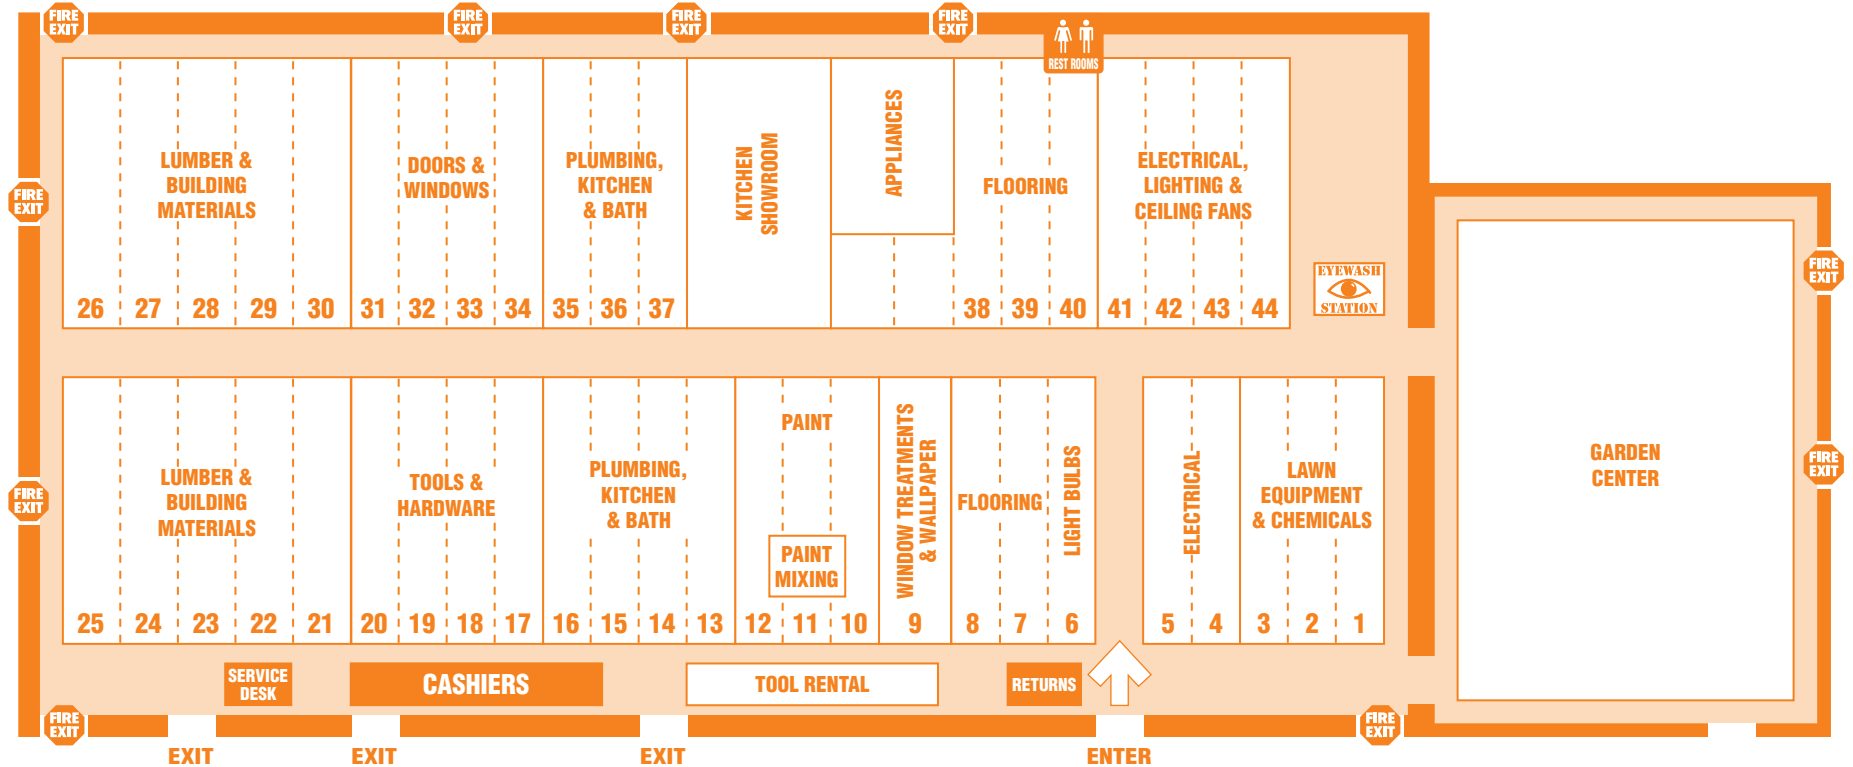 FIRE
EXIT
FIRE
EXIT
FIRE
EXIT
FIRE
EXIT
REST ROOMS
LUMBER &
BUILDING
MATERIALS
DOORS &
WINDOWS
PLUMBING,
KITCHEN
& BATH
KITCHEN
SHOWROOM
APPLIANCES
FLOORING
ELECTRICAL,
LIGHTING &
CEILING FANS
FIRE
EXIT
EYEWASH
STATION
FIRE
EXIT
26 27 28 29 30 31 32 33 34 35 36 37 38 39 40 41 42 43 44
LUMBER &
BUILDING
MATERIALS
TOOLS &
HARDWARE
PLUMBING,
KITCHEN
& BATH
PAINT
PAINT
MIXING
WINDOW TREATMENTS
& WALLPAPER
FLOORING
LIGHT BULBS
ELECTRICAL
LAWN
EQUIPMENT
& CHEMICALS
GARDEN
CENTER
FIRE
EXIT
FIRE
EXIT
25 24 23 22 21 20 19 18 17 16 15 14 13 12 11 10 9 8 7 6 5 4 3 2 1
SERVICE
DESK
CASHIERS
TOOL RENTAL
RETURNS
FIRE
EXIT
FIRE
EXIT
EXIT
EXIT
EXIT
ENTER